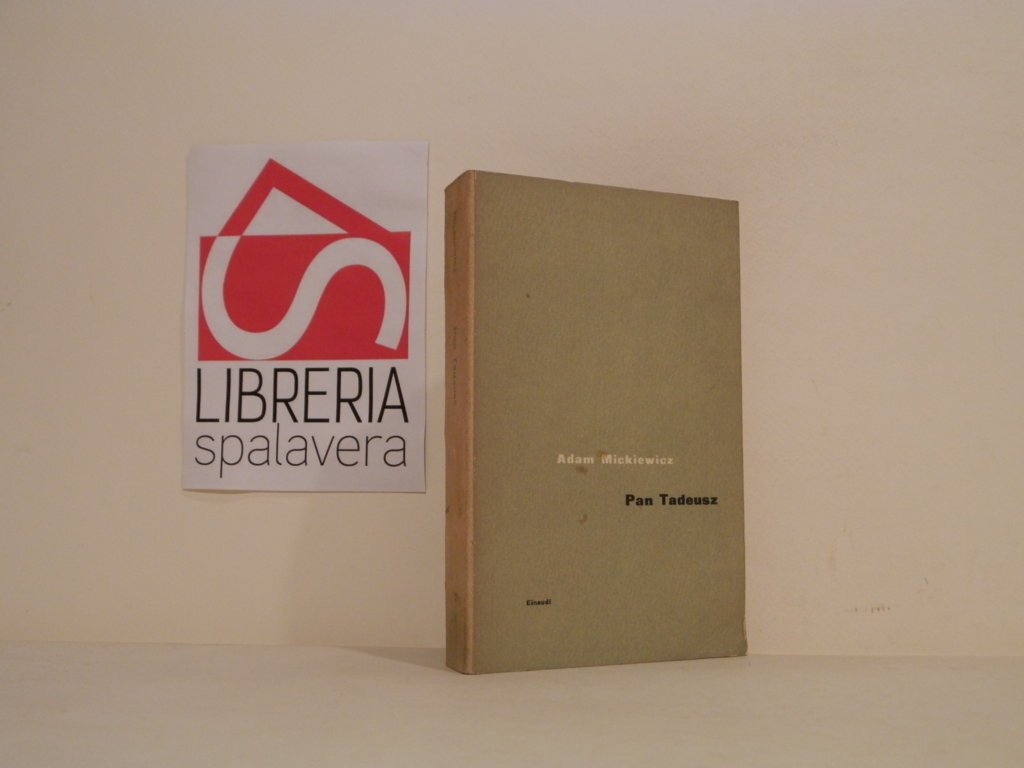 LIBRERIA
spalavera
Adam Mickiewicz
Pan Tadeusz
Einaudi